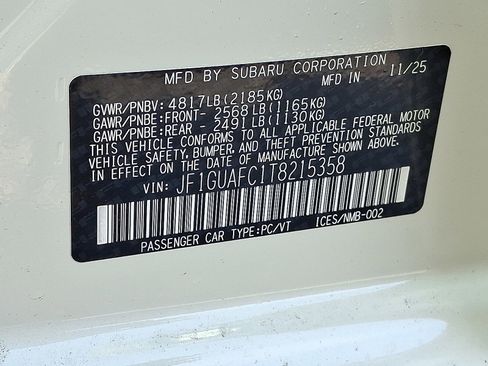 MFD BY SUBARU CORPORATION 11/25
GVWR/PNBV: 4817LB(2185KG)
GAWR/PNBE:FRONT- 2568LB(1165KG)
GAWR/PNBE:REAR - 2491LB(1130KG)
THIS VEHICLE CONFORMS TO ALL APPLICABLE FEDERAL MOTOR
VEHICLE SAFETY, BUMPER, AND THEFT PREVENTION STANDARDS
IN EFFECT ON THE DATE OF MANUFACTURE SHOWN ABOVE.
VIN: JF1GUAFC1T8215358
PASSENGER CAR TYPE:PC/VT ICES/NMB-002